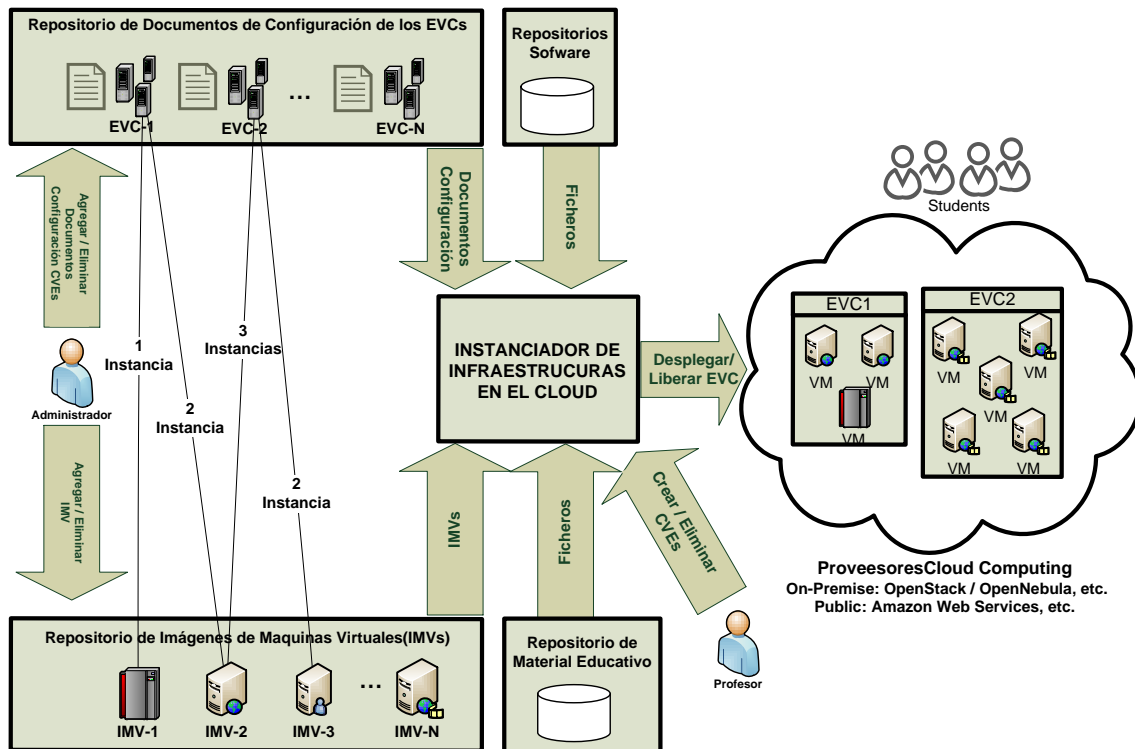 Repositorio de Documentos de Configuración de los EVCs
EVC-1
EVC-2
...
EVC-N
Repositorios
Sofware
Agregar / Eliminar
Documentos
Configuración CVEs
Documentos
Configuración
Ficheros
Students
Administrador
1
Instancia
2
Instancia
3
Instancias
2
Instancia
INSTANCIADOR DE
INFRAESTRUCURAS
EN EL CLOUD
Desplegar/
Liberar EVC
EVC1
VM
VM
VM
EVC2
VM
VM
VM
VM
VM
Agregar / Eliminar
IMV
IMVs
Ficheros
Crear / Eliminar
CVEs
Profesor
ProveesoresCloud Computing
On-Premise: OpenStack / OpenNebula, etc.
Public: Amazon Web Services, etc.
Repositorio de Imágenes de Maquinas Virtuales(IMVs)
IMV-1
IMV-2
IMV-3
...
IMV-N
Repositorio de
Material Educativo